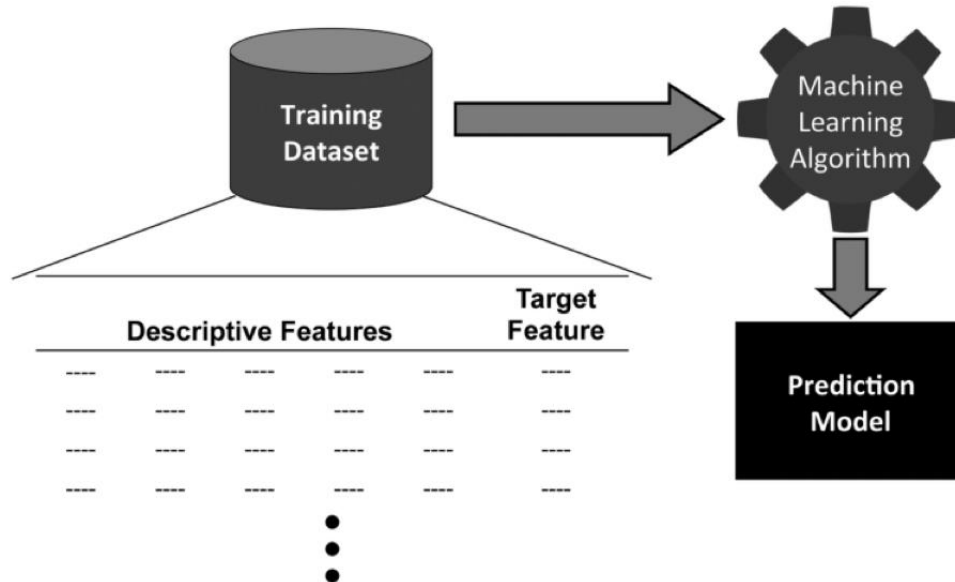 Training
Dataset
Machine
Learning
Algorithm
Target
Descriptive Features Feature
---- ---- ---- ---- ---- ----
---- ---- ---- ---- ---- ----
---- ---- ---- ---- ---- ----
---- ---- ---- ---- ---- ----
Prediction
Model